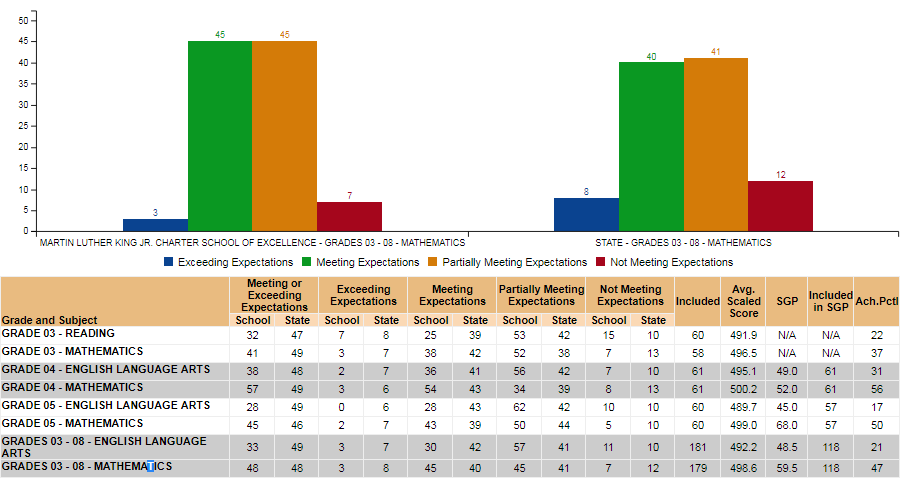 50
45
40
35
30
25
20
15
10
5
0
3
45
45
7
8
40
41
12
MARTIN LUTHER KING JR. CHARTER SCHOOL OF EXCELLENCE - GRADES 03 - 08 - MATHEMATICS
STATE - GRADES 03 - 08 - MATHEMATICS
Exceeding Expectations Meeting Expectations Partially Meeting Expectations Not Meeting Expectations
Grade and Subject
Meeting or
Exceeding
Expectations
Exceeding
Expectations
Meeting
Expectations
Partially Meeting
Expectations
Not Meeting
Expectations
Included
Avg.
Scaled
Score
SGP
Included
in SGP
Ach.Pctl
School State School State School State School State School State
GRADE 03 - READING 32 47 7 8 25 39 53 42 15 10 60 491.9 N/A N/A 22
GRADE 03 - MATHEMATICS 41 49 3 7 38 42 52 38 7 13 58 496.5 N/A N/A 37
GRADE 04 - ENGLISH LANGUAGE ARTS 38 48 2 7 36 41 56 42 7 10 61 495.1 49.0 61 31
GRADE 04 - MATHEMATICS 57 49 3 6 54 43 34 39 8 13 61 500.2 52.0 61 56
GRADE 05 - ENGLISH LANGUAGE ARTS 28 49 0 6 28 43 62 42 10 10 60 489.7 45.0 57 17
GRADE 05 - MATHEMATICS 45 46 2 7 43 39 50 44 5 10 60 499.0 68.0 57 50
GRADES 03 - 08 - ENGLISH LANGUAGE
ARTS 33 49 3 7 30 42 57 41 11 10 181 492.2 48.5 118 21
GRADES 03 - 08 - MATHEMATICS 48 48 3 8 45 40 45 41 7 12 179 498.6 59.5 118 47